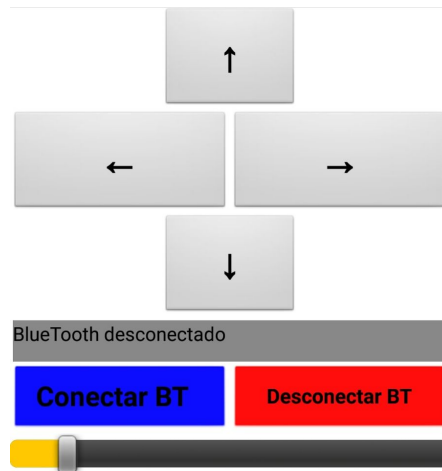 ↑
← →
↓
BlueTooth desconectado
Conectar BT
Desconectar BT